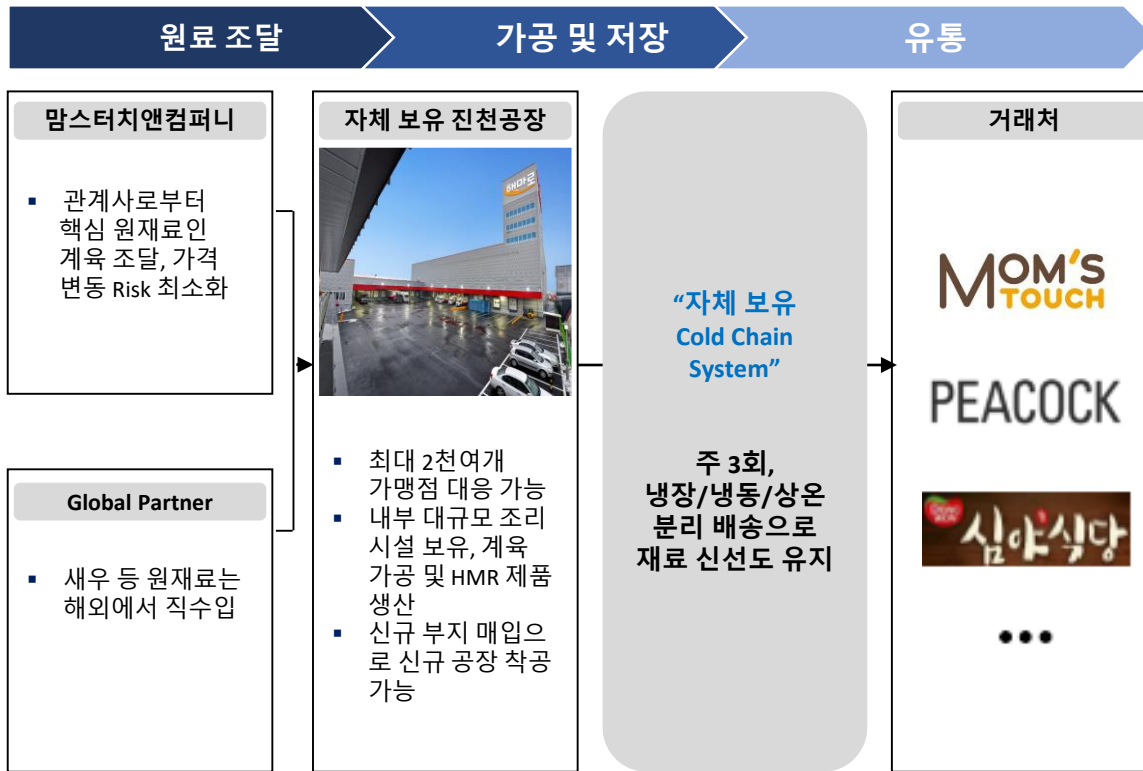 원료 조달
가공 및 저장
유통
맘스터치앤컴퍼니
▪ 관계사로부터
핵심 원재료인
계육 조달, 가격
변동 Risk 최소화
Global Partner
▪ 새우 등 원재료는
해외에서 직수입
자체 보유 진천공장
해마로
▪ 최대 2천여개
가맹점 대응 가능
▪ 내부 대규모 조리
시설 보유, 계육
가공 및 HMR 제품
생산
▪ 신규 부지 매입으
로 신규 공장 착공
가능
“자체 보유
Cold Chain
System”
주 3회,
냉장/냉동/상온
분리 배송으로
재료 신선도 유지
거래처
MOM'S
TOUCH
PEACOCK
심야식당
•••